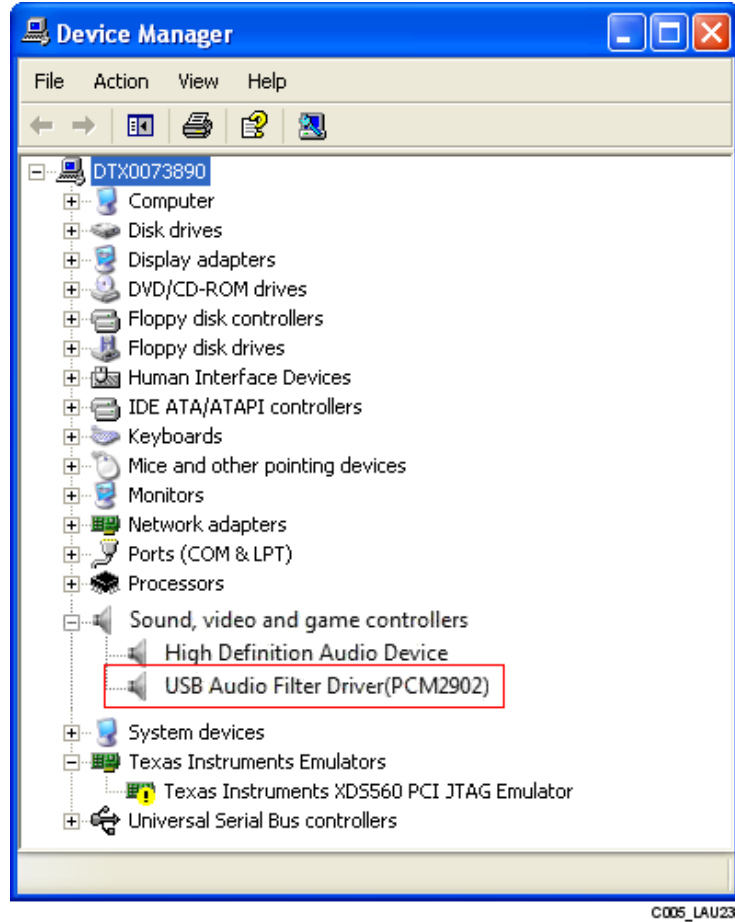 Device Manager
File Action View Help
DTX0073890
Computer
Disk drives
Display adapters
DVD/CD-ROM drives
Floppy disk controllers
Floppy disk drives
Human Interface Devices
IDE ATA/ATAPI controllers
Keyboards
Mice and other pointing devices
Monitors
Network adapters
Ports (COM & LPT)
Processors
Sound, video and game controllers
High Definition Audio Device
USB Audio Filter Driver(PCM2902)
System devices
Texas Instruments Emulators
Texas Instruments XDS560 PCI JTAG Emulator
Universal Serial Bus controllers
C005_LAU23